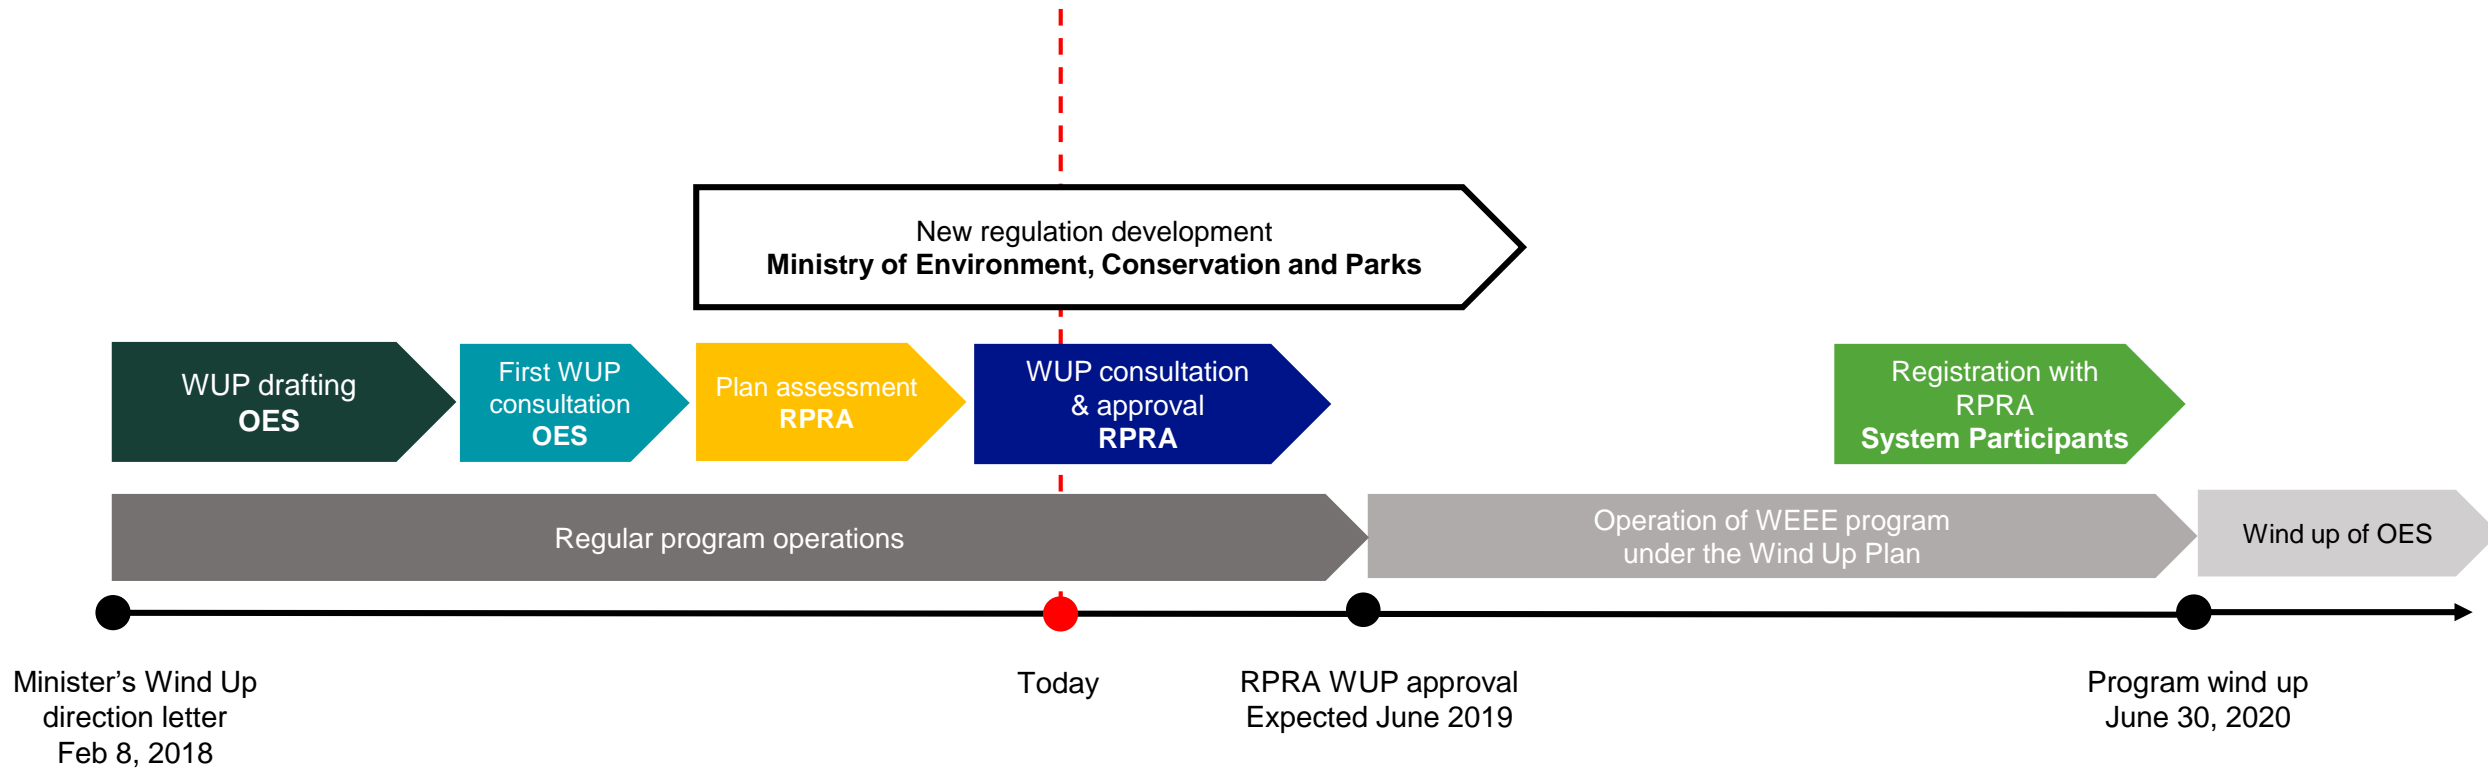 New regulation development
Ministry of Environment, Conservation and Parks
WUP drafting
OES
First WUP
consultation
OES
Plan assessment
RPRA
WUP consultation
& approval
RPRA
Registration with
RPRA
System Participants
Regular program operations
Operation of WEEE program
under the Wind Up Plan
Wind up of OES
Minister’s Wind Up
direction letter
Feb 8, 2018
Today
RPRA WUP approval
Expected June 2019
Program wind up
June 30, 2020